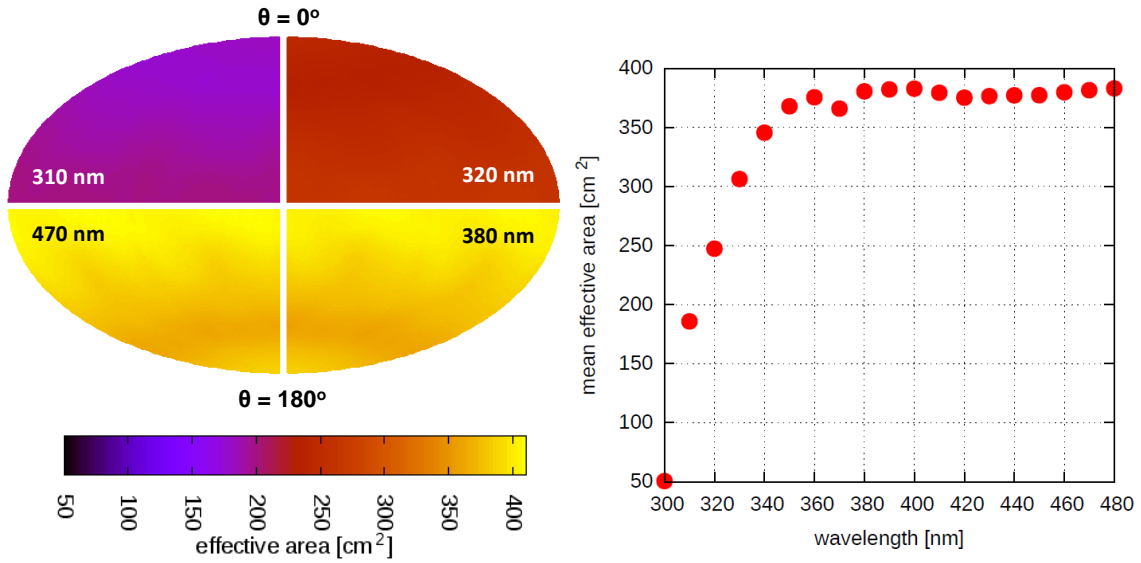 θ = 0º
310 nm
320 nm
470 nm
380 nm
θ = 180º
50 100 150 200 250 300 350 400
effective area [cm²]
400
350
300
250
200
150
100
50
mean effective area [cm²]
300 320 340 360 380 400 420 440 460 480
wavelength [nm]